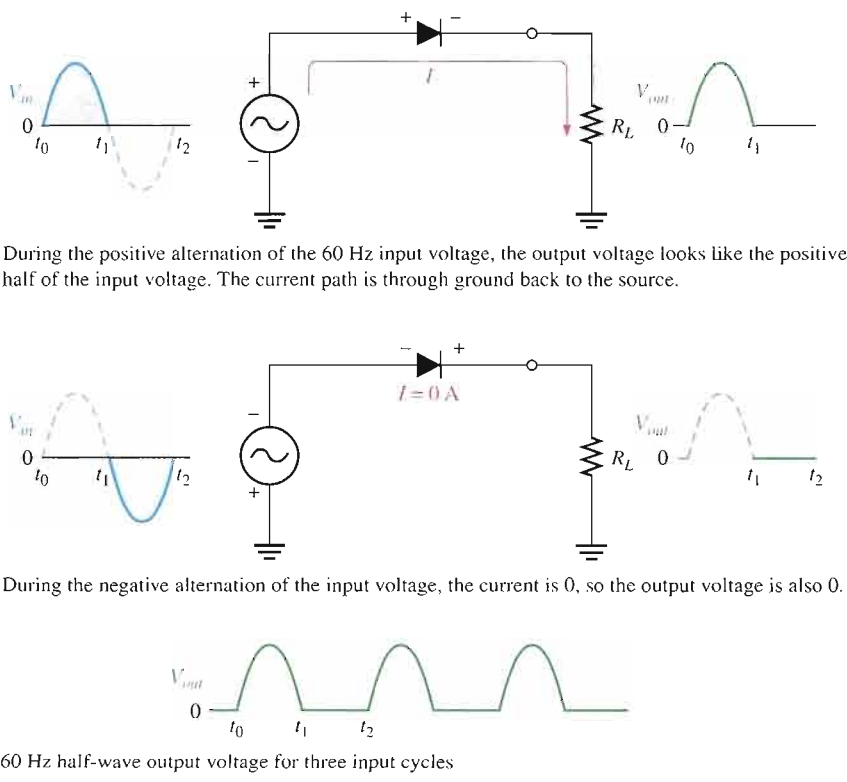 + −
V_in
+
I
V_out
0
R_L
0
t_0 t_1 t_2
−
t_0 t_1
During the positive alternation of the 60 Hz input voltage, the output voltage looks like the positive
half of the input voltage. The current path is through ground back to the source.
− +
I = 0 A
V_in
−
V_out
0
R_L
0
t_0 t_1 t_2
+
t_1 t_2
During the negative alternation of the input voltage, the current is 0, so the output voltage is also 0.
V_out
0
t_0 t_1 t_2
60 Hz half-wave output voltage for three input cycles